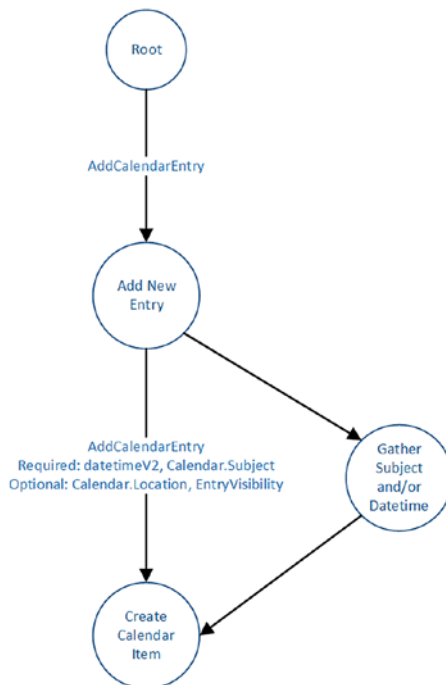 Root
AddCalendarEntry
Add New
Entry
AddCalendarEntry
Required: datetimeV2, Calendar.Subject
Optional: Calendar.Location, EntryVisibility
Gather
Subject
and/or
Datetime
Create
Calendar
Item